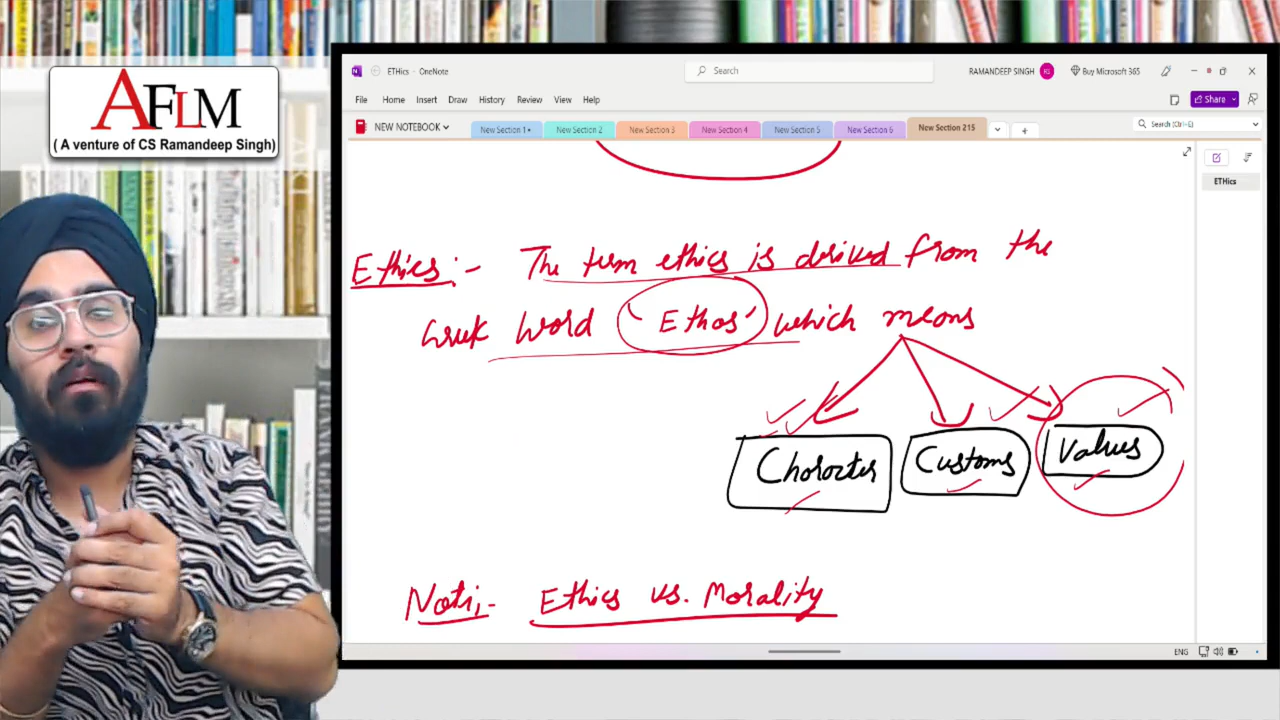 AFLM
( A venture of CS Ramandeep Singh)
ETHics - OneNote
Search
RAMANDEEP SINGH
Buy Microsoft 365
File Home Insert Draw History Review View Help
Share
NEW NOTEBOOK
New Section 1
New Section 2
New Section 3
New Section 4
New Section 5
New Section 6
New Section 215
+
Search (Ctrl+E)
ETHics
Ethics:- The term ethics is derived from the
Greek Word 'Ethos' which means
Character
Customs
Values
Note:- Ethics vs. Morality
ENG